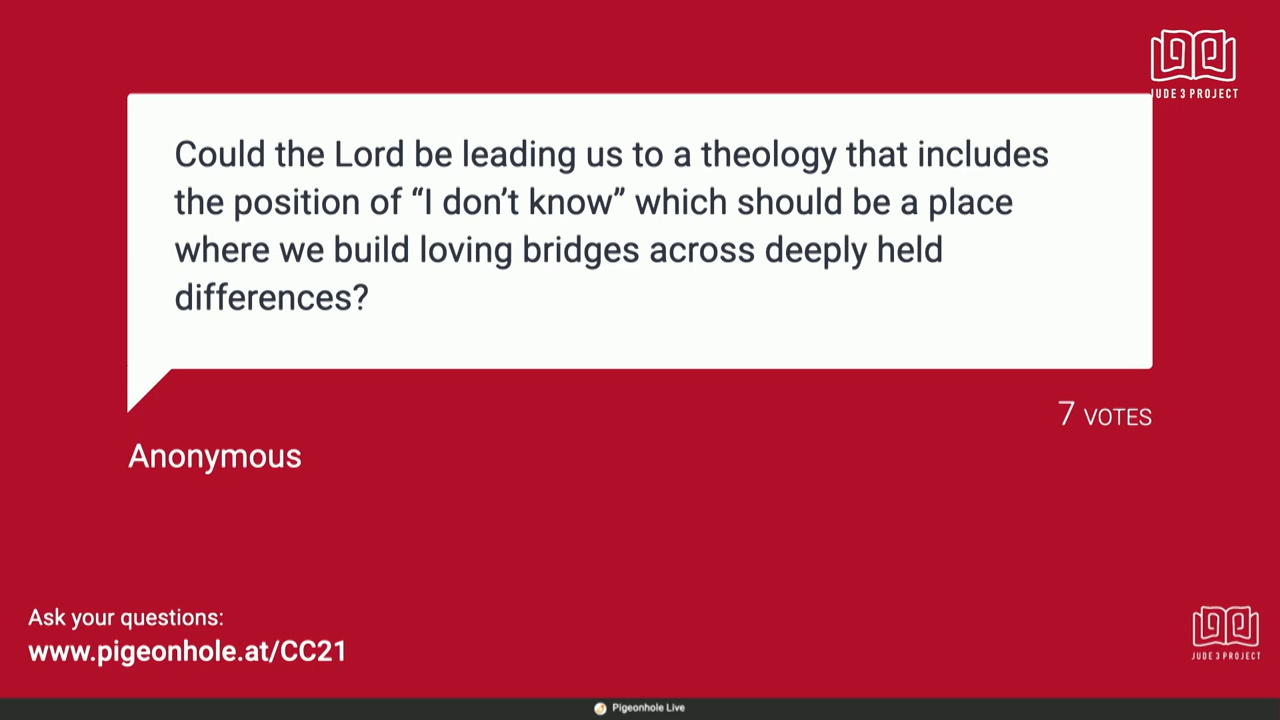 JUDE 3 PROJECT
Could the Lord be leading us to a theology that includes
the position of “I don’t know” which should be a place
where we build loving bridges across deeply held
differences?
7 VOTES
Anonymous
Ask your questions:
www.pigeonhole.at/CC21
JUDE 3 PROJECT
Pigeonhole Live